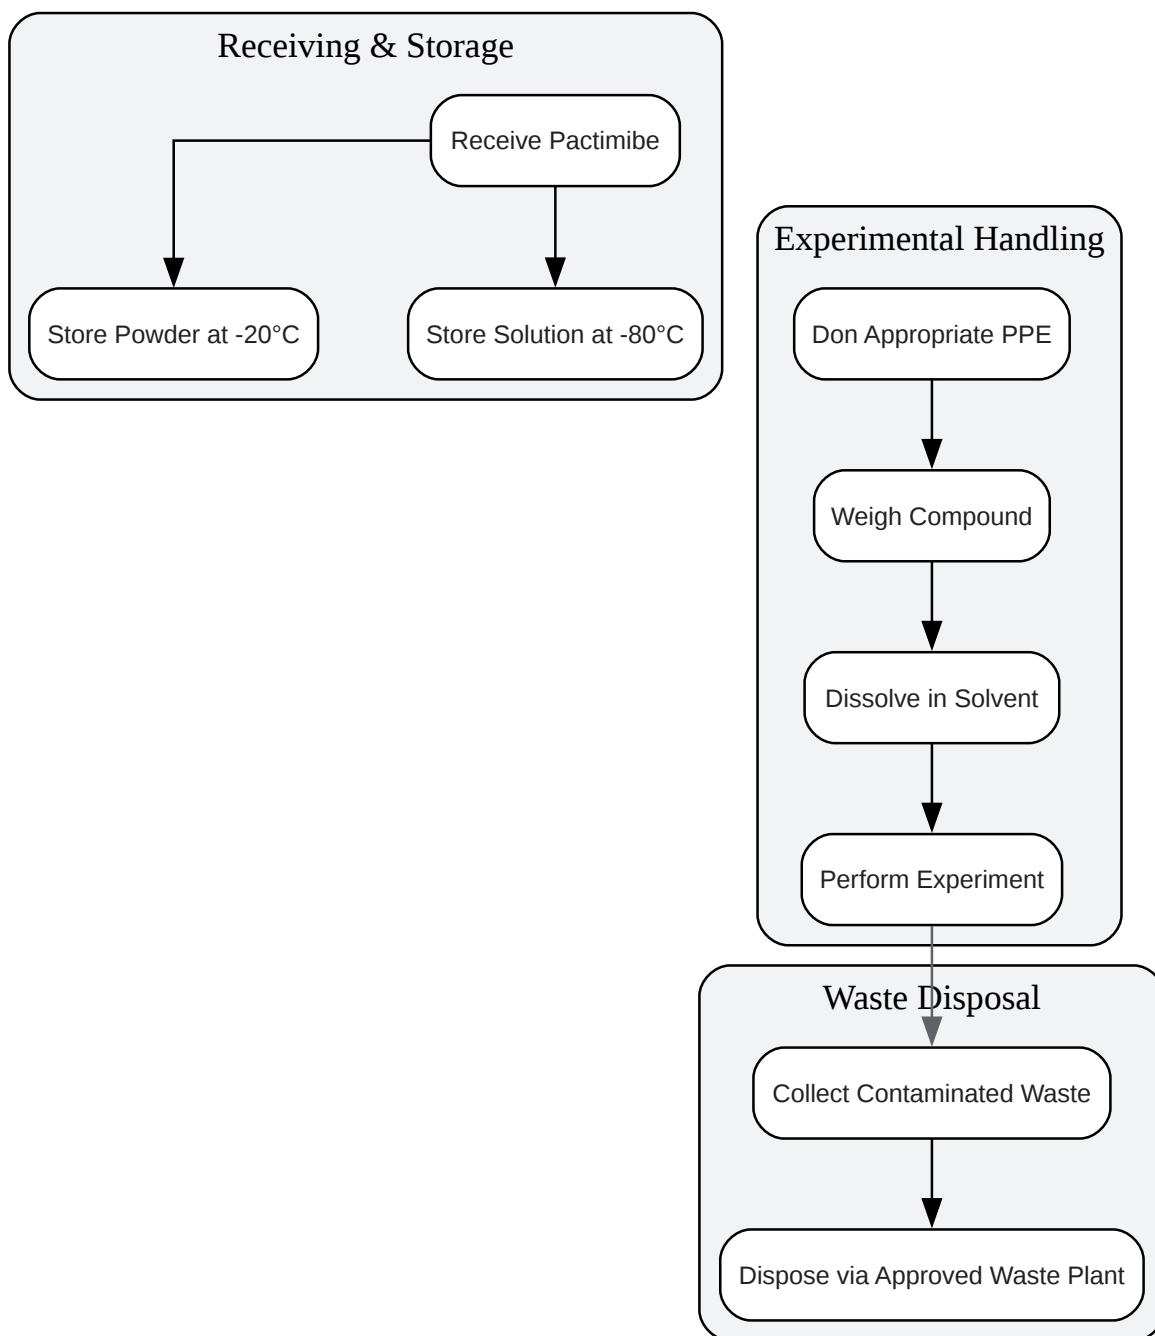 Receiving & Storage
Receive Pactimibe
Store Powder at -20°C
Store Solution at -80°C
Experimental Handling
Don Appropriate PPE
Weigh Compound
Dissolve in Solvent
Perform Experiment
Waste Disposal
Collect Contaminated Waste
Dispose via Approved Waste Plant